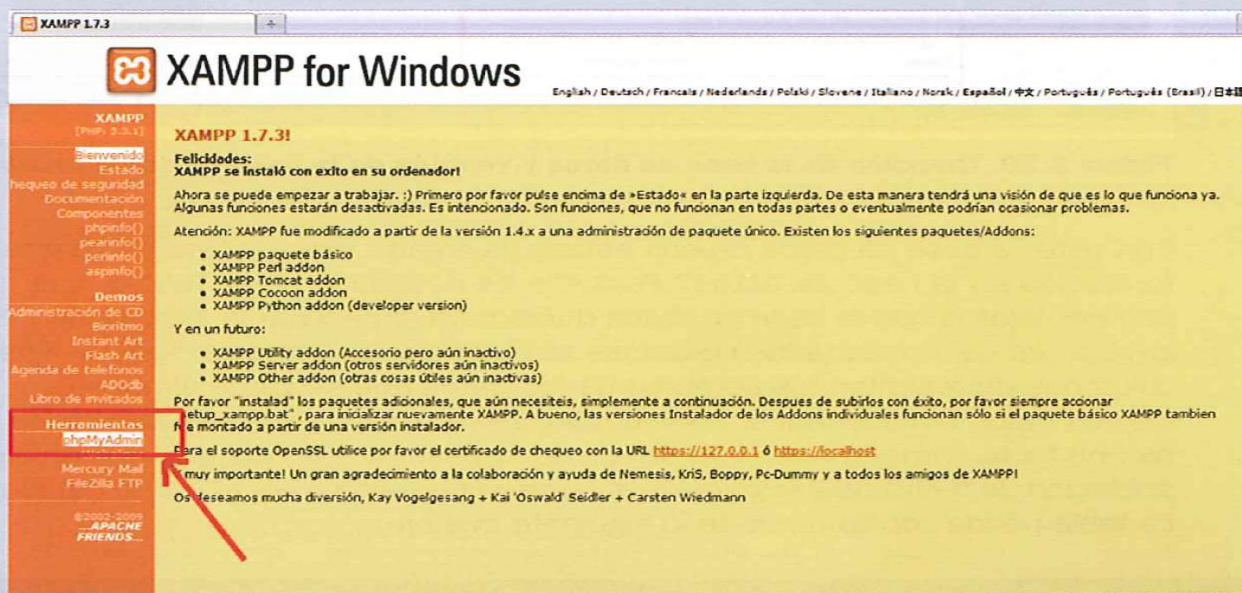 XAMPP 1.7.3
XAMPP for Windows
English / Deutsch / Francais / Nederlands / Polski / Slovene / Italiano / Norsk / Español / 中文 / Português / Português (Brasil) / 日本語
XAMPP
[PHP: 5.3.1]
Bienvenido
Estado
hequeo de seguridad
Documentación
Componentes
phpinfo()
pearinfo()
perlinfo()
aspinfo()
Demos
Administración de CD
Bioritmo
Instant Art
Flash Art
Agenda de telefonos
ADOdb
Libro de invitados
Herramientas
phpMyAdmin
Mercury Mail
FileZilla FTP
©2002-2009
...APACHE
FRIENDS...
XAMPP 1.7.3!
Felicidades:
XAMPP se instaló con exito en su ordenador!
Ahora se puede empezar a trabajar. :) Primero por favor pulse encima de »Estado« en la parte izquierda. De esta manera tendrá una visión de que es lo que funciona ya.
Algunas funciones estarán desactivadas. Es intencionado. Son funciones, que no funcionan en todas partes o eventualmente podrían ocasionar problemas.
Atención: XAMPP fue modificado a partir de la versión 1.4.x a una administración de paquete único. Existen los siguientes paquetes/Addons:
• XAMPP paquete básico
• XAMPP Perl addon
• XAMPP Tomcat addon
• XAMPP Cocoon addon
• XAMPP Python addon (developer version)
Y en un futuro:
• XAMPP Utility addon (Accesorio pero aún inactivo)
• XAMPP Server addon (otros servidores aún inactivos)
• XAMPP Other addon (otras cosas útiles aún inactivas)
Por favor "instalad" los paquetes adicionales, que aún necesiteis, simplemente a continuación. Despues de subirlos con éxito, por favor siempre accionar
"setup_xampp.bat" , para inicializar nuevamente XAMPP. A bueno, las versiones Instalador de los Addons individuales funcionan sólo si el paquete básico XAMPP tambien
fue montado a partir de una versión instalador.
Para el soporte OpenSSL utilice por favor el certificado de chequeo con la URL https://127.0.0.1 ó https://localhost
Y muy importante! Un gran agradecimiento a la colaboración y ayuda de Nemesis, KriS, Boppy, Pc-Dummy y a todos los amigos de XAMPP!
Os deseamos mucha diversión, Kay Vogelgesang + Kai 'Oswald' Seidler + Carsten Wiedmann